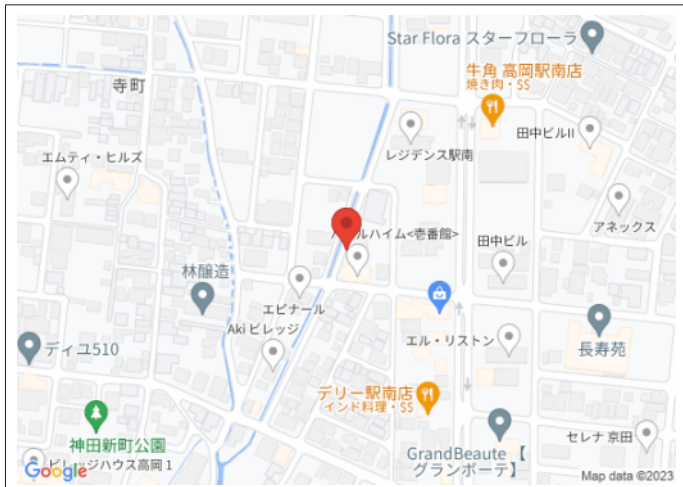 Star Flora スターフローラ
牛角 高岡駅南店
焼き肉・$$
寺町
田中ビルII
レジデンス駅南
エムティ・ヒルズ
アネックス
ルハイム<壱番館>
田中ビル
林醸造
エピナール
Aki ビレッジ
エル・リストン
長寿苑
ディユ510
デリー駅南店
インド料理・$$
神田新町公園
GrandBeaute【
グランボーテ】
セレナ 京田
ビレッジハウス高岡 1
Google
Map data ©2023